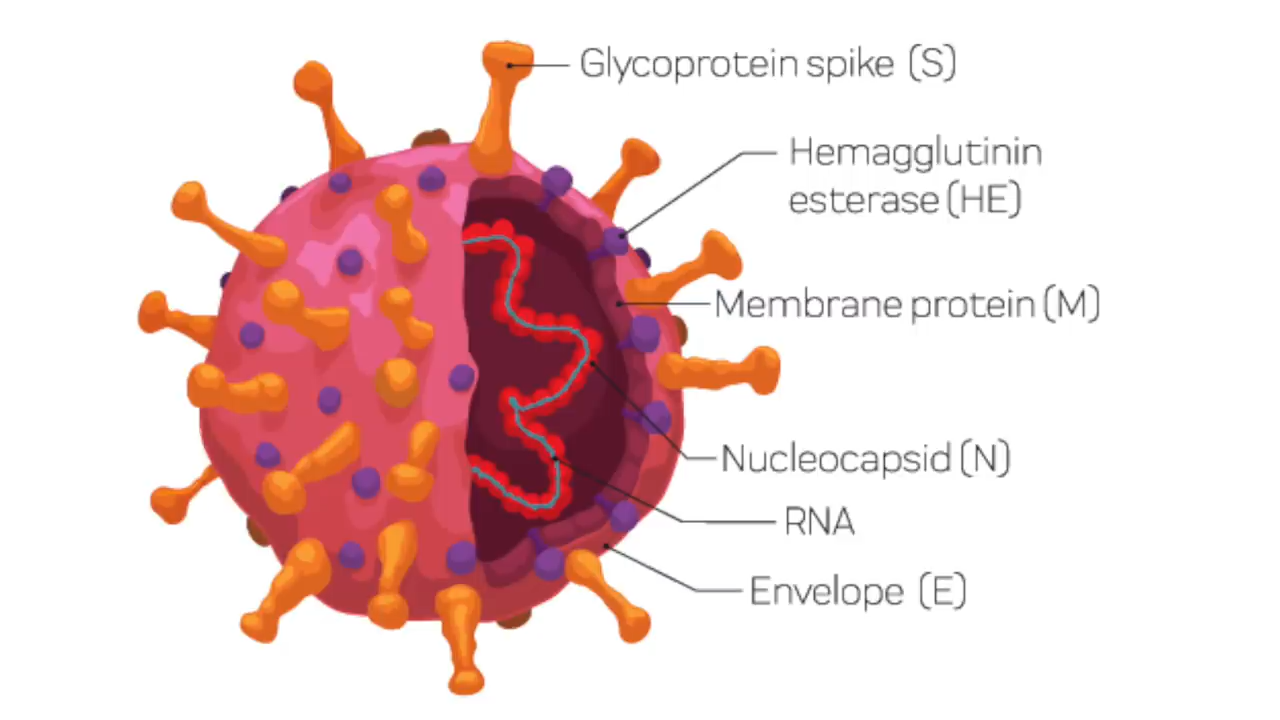 Glycoprotein spike (S)
Hemagglutinin
esterase (HE)
Membrane protein (M)
Nucleocapsid (N)
RNA
Envelope (E)